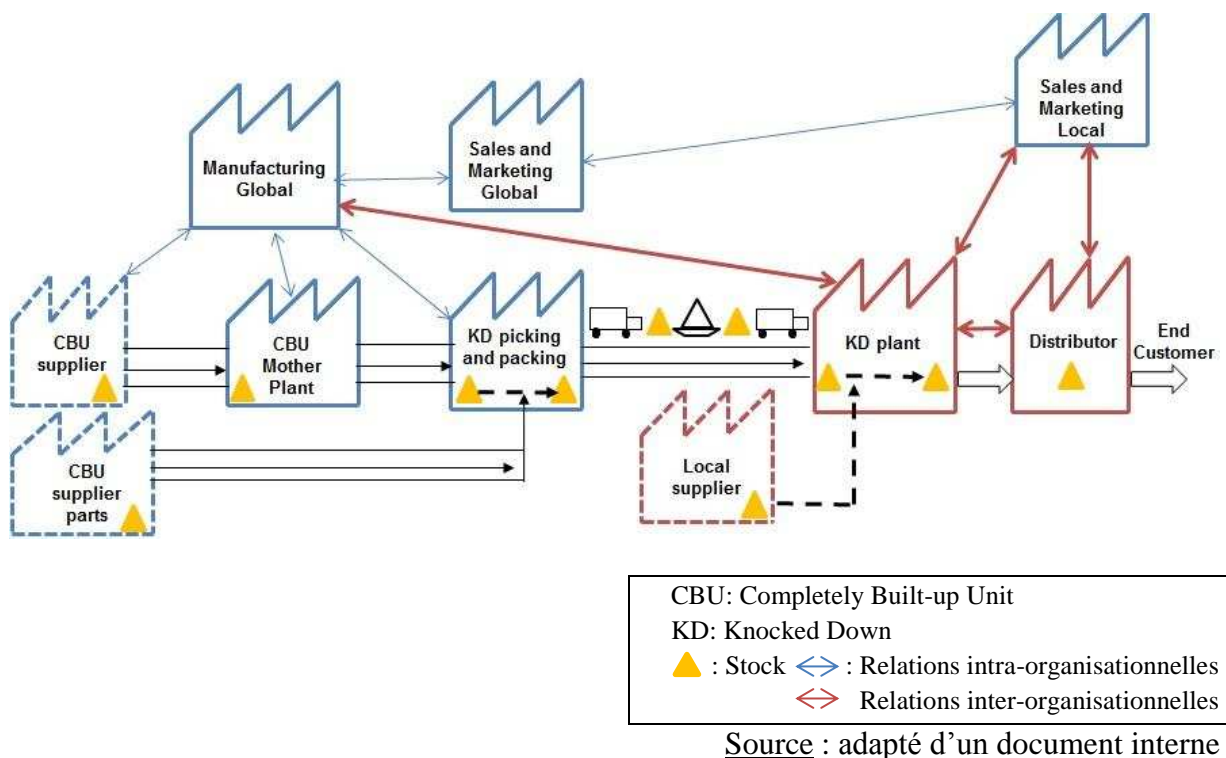 Sales and
Marketing
Local
Manufacturing
Global
Sales and
Marketing
Global
CBU
supplier
CBU
Mother
Plant
KD picking
and packing
KD plant
Distributor
End
Customer
CBU
supplier
parts
Local
supplier
CBU: Completely Built-up Unit
KD: Knocked Down
: Stock : Relations intra-organisationnelles
Relations inter-organisationnelles
Source : adapté d’un document interne